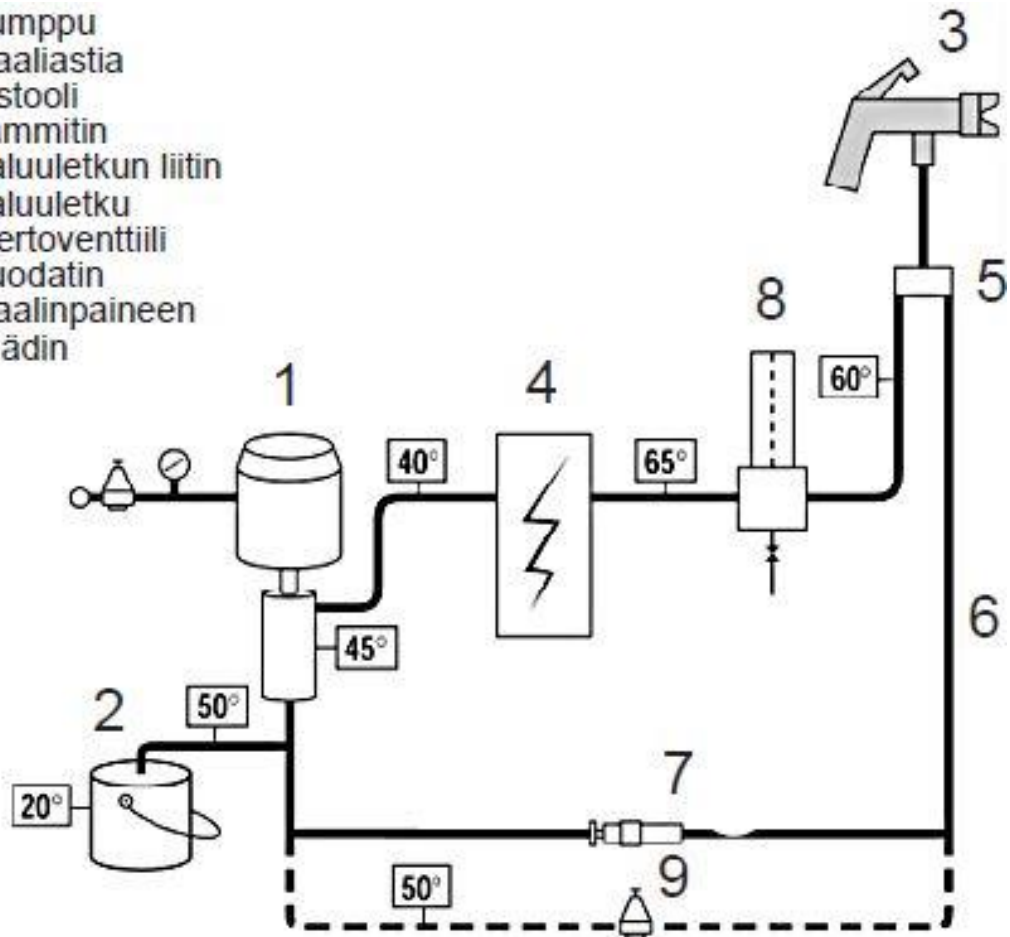 umppu
aaliastia
stooli
ämmitin
aluuletkun liitin
aluuletku
ertoventtiili
uodatin
aalinpaineen
ädin
3
5
8
60°
1
4
40°
65°
6
45°
2
50°
7
20°
9
50°